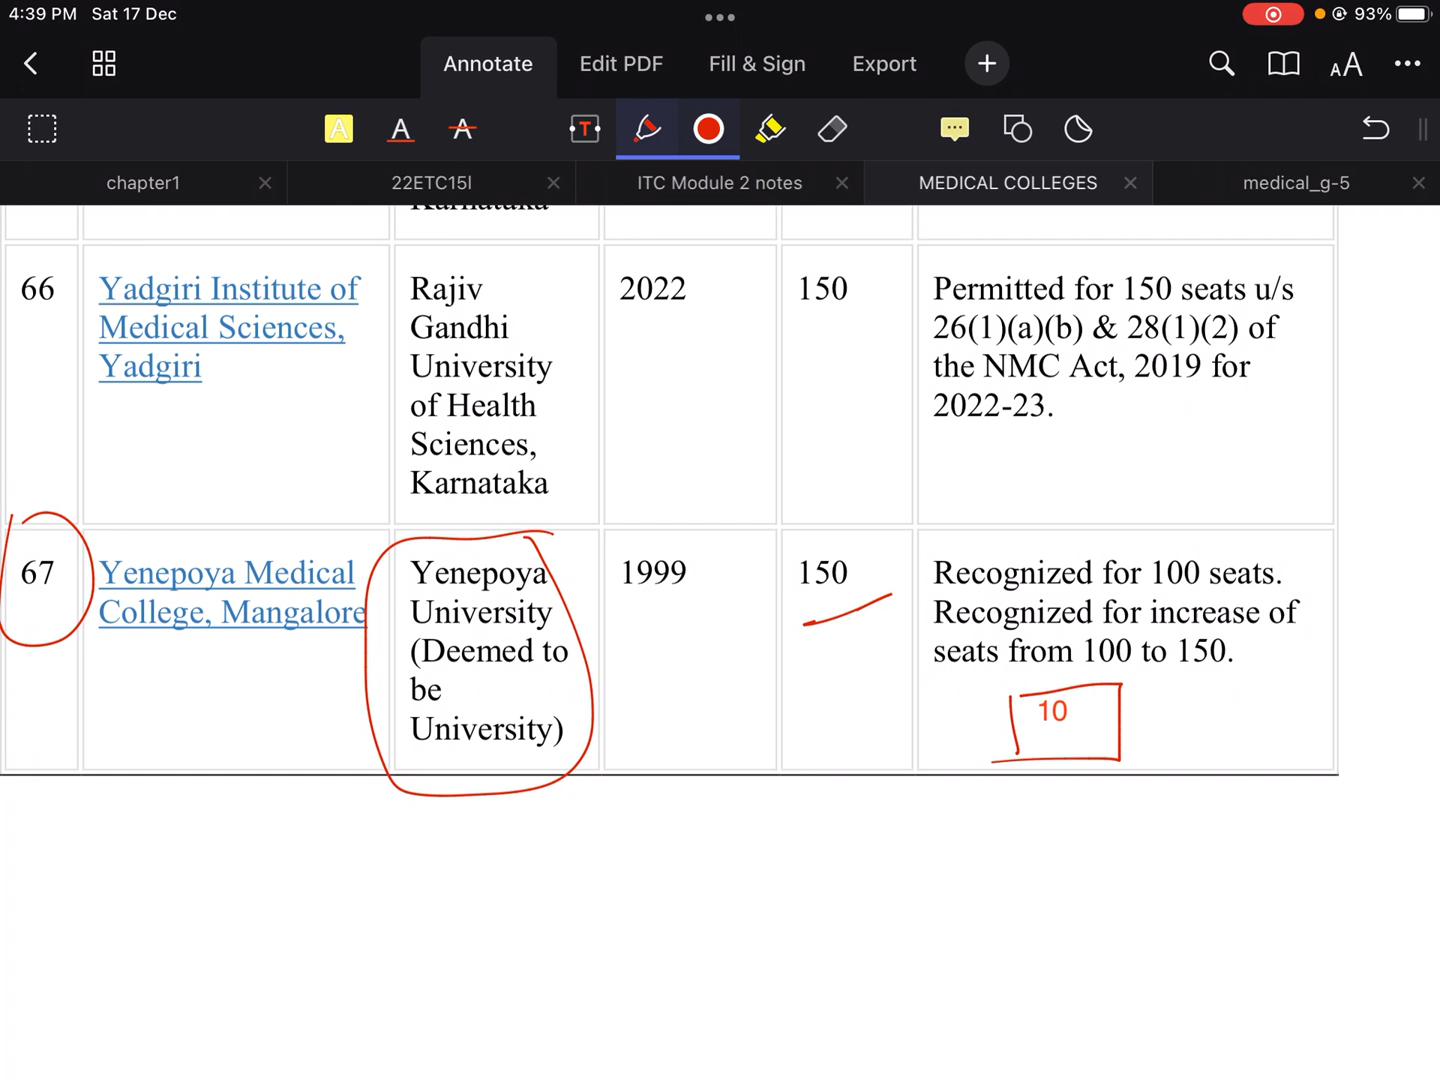 4:39 PM Sat 17 Dec
93%
Annotate Edit PDF Fill & Sign Export
AA
A A A T
chapter1 22ETC15I ITC Module 2 notes MEDICAL COLLEGES medical_g-5
Karnataka
66
Yadgiri Institute of
Medical Sciences,
Yadgiri
Rajiv
Gandhi
University
of Health
Sciences,
Karnataka
2022
150
Permitted for 150 seats u/s
26(1)(a)(b) & 28(1)(2) of
the NMC Act, 2019 for
2022-23.
67
Yenepoya Medical
College, Mangalore
Yenepoya
University
(Deemed to
be
University)
1999
150
Recognized for 100 seats.
Recognized for increase of
seats from 100 to 150.
10